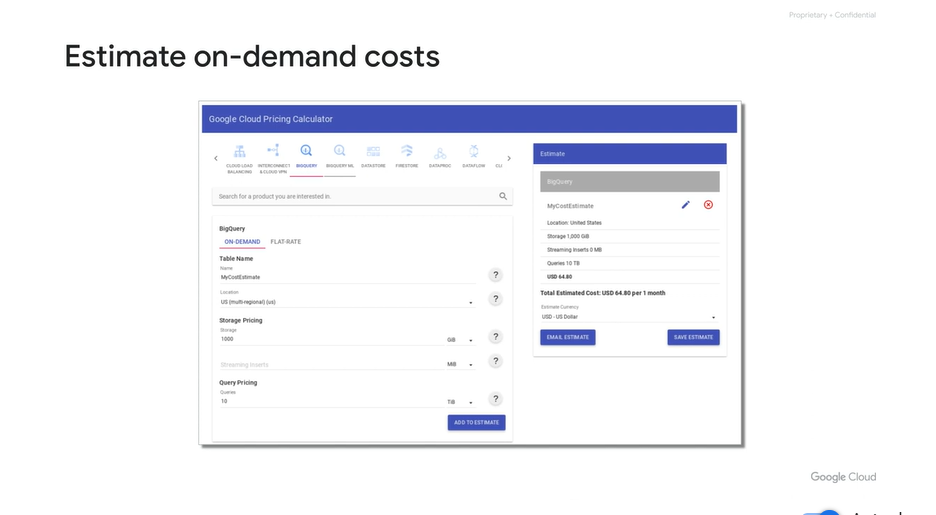 Proprietary + Confidential
Estimate on-demand costs
Google Cloud Pricing Calculator
CLOUD LOAD BALANCING
INTERCONNECT & CLOUD VPN
BIGQUERY
BIGQUERY ML
DATASTORE
FIRESTORE
DATAPROC
DATAFLOW
CLI
Search for a product you are interested in.
BigQuery
ON-DEMAND FLAT-RATE
Table Name
Name
MyCostEstimate
?
Location
US (multi-regional) (us)
?
Storage Pricing
Storage
1000 GiB
?
Streaming Inserts MiB
?
Query Pricing
Queries
10 TiB
?
ADD TO ESTIMATE
Estimate
BigQuery
MyCostEstimate
Location: United States
Storage 1,000 GiB
Streaming Inserts 0 MB
Queries 10 TB
USD 64.80
Total Estimated Cost: USD 64.80 per 1 month
Estimate Currency
USD - US Dollar
EMAIL ESTIMATE SAVE ESTIMATE
Google Cloud